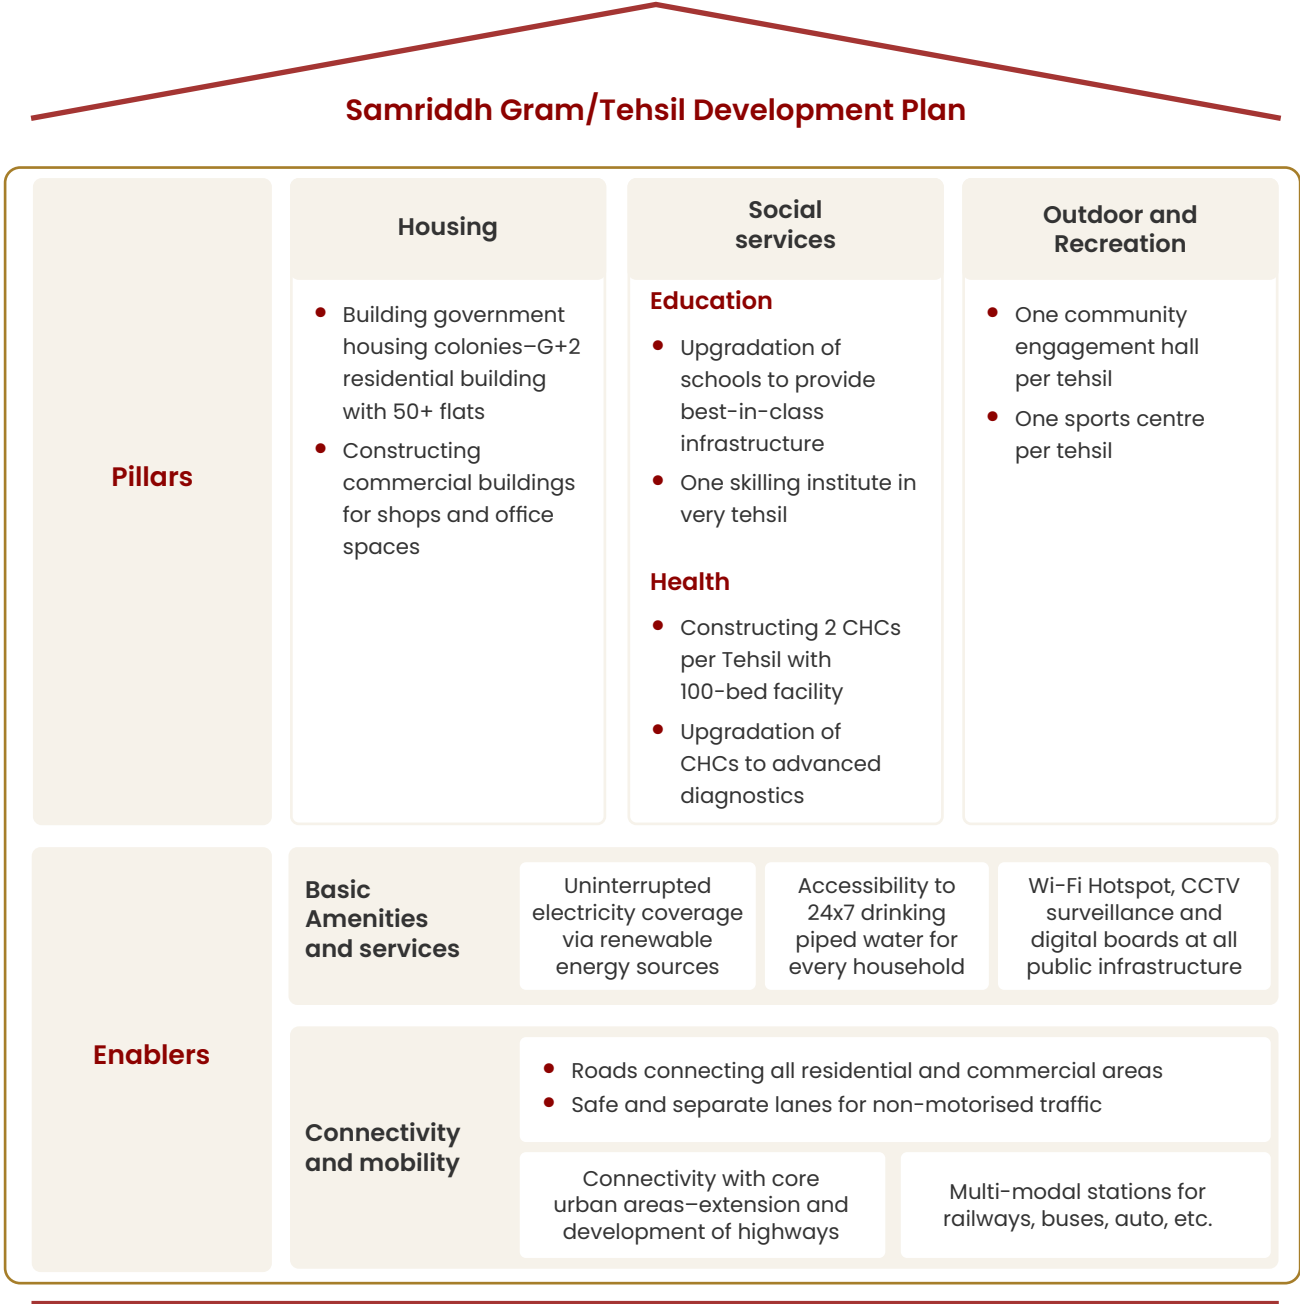 Samriddh Gram/Tehsil Development Plan
Pillars
Housing
• Building government
housing colonies–G+2
residential building
with 50+ flats
• Constructing
commercial buildings
for shops and office
spaces
Social
services
Education
• Upgradation of
schools to provide
best-in-class
infrastructure
• One skilling institute in
very tehsil
Health
• Constructing 2 CHCs
per Tehsil with
100-bed facility
• Upgradation of
CHCs to advanced
diagnostics
Outdoor and
Recreation
• One community
engagement hall
per tehsil
• One sports centre
per tehsil
Enablers
Basic
Amenities
and services
Uninterrupted
electricity coverage
via renewable
energy sources
Accessibility to
24x7 drinking
piped water for
every household
Wi-Fi Hotspot, CCTV
surveillance and
digital boards at all
public infrastructure
Connectivity
and mobility
• Roads connecting all residential and commercial areas
• Safe and separate lanes for non-motorised traffic
Connectivity with core
urban areas–extension and
development of highways
Multi-modal stations for
railways, buses, auto, etc.